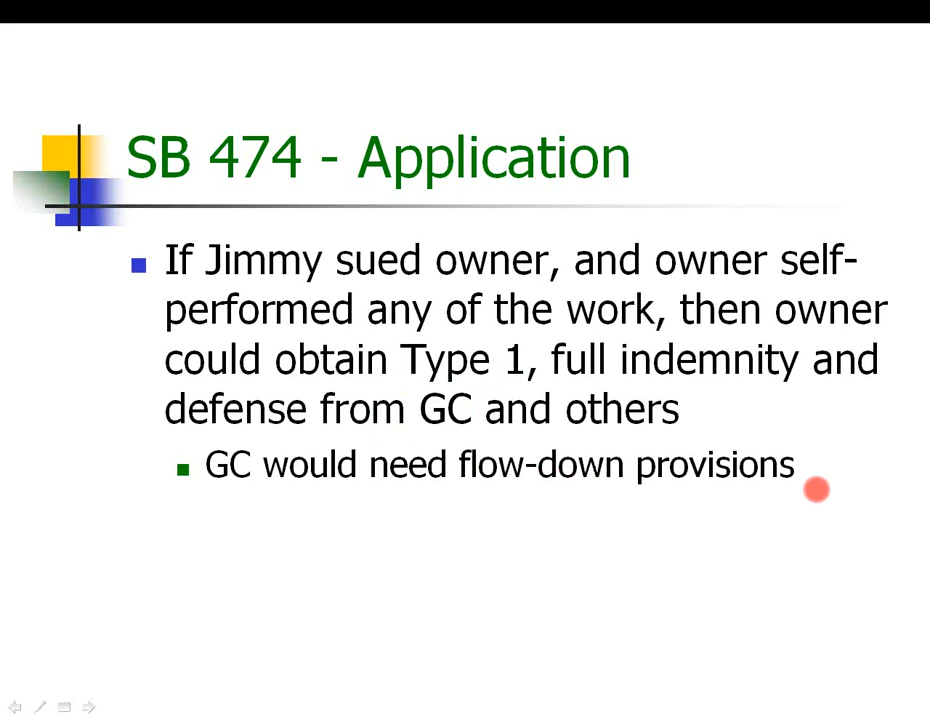 SB 474 - Application
If Jimmy sued owner, and owner self-
performed any of the work, then owner
could obtain Type 1, full indemnity and
defense from GC and others
GC would need flow-down provisions